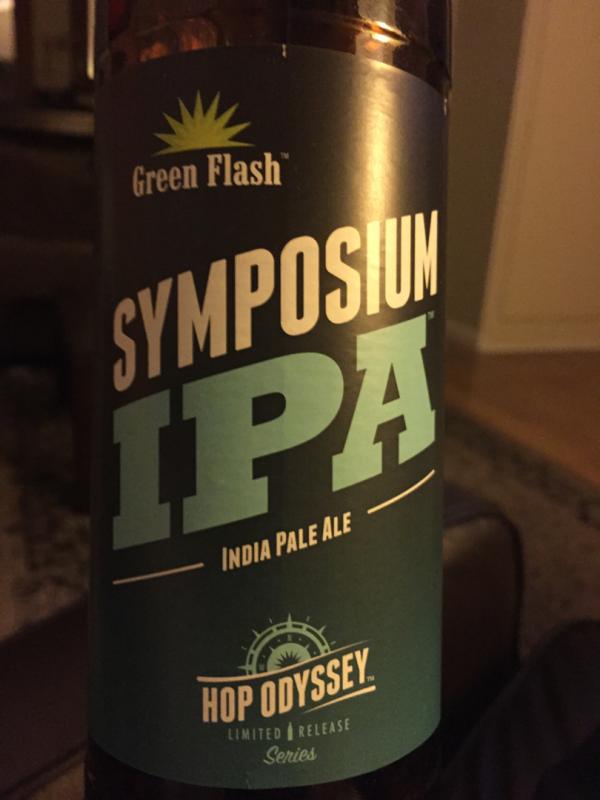 Green Flash™
SYMPOSIUM
IPA™
INDIA PALE ALE
HOP ODYSSEY™
LIMITED RELEASE
Series